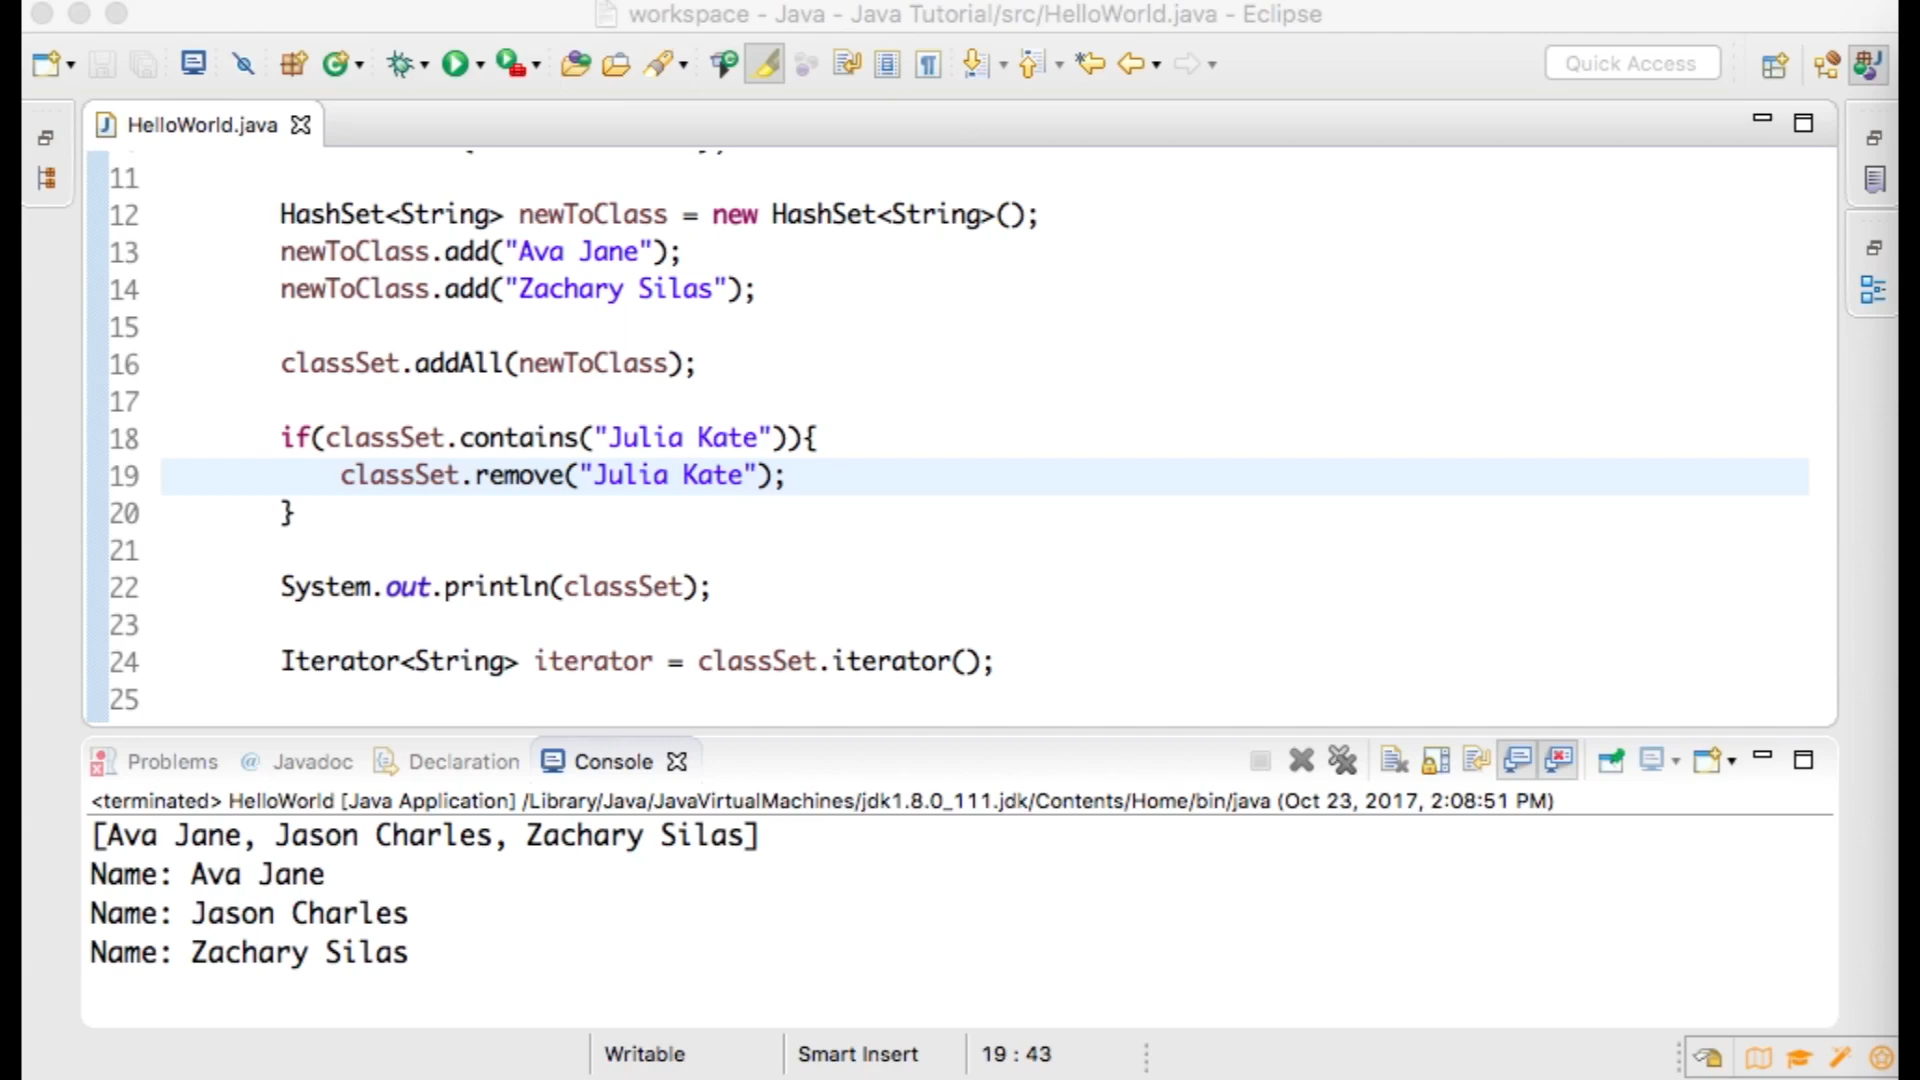 workspace - Java - Java Tutorial/src/HelloWorld.java - Eclipse
Quick Access
HelloWorld.java
11
12 HashSet<String> newToClass = new HashSet<String>();
13 newToClass.add("Ava Jane");
14 newToClass.add("Zachary Silas");
15
16 classSet.addAll(newToClass);
17
18 if(classSet.contains("Julia Kate")){
19 classSet.remove("Julia Kate");
20 }
21
22 System.out.println(classSet);
23
24 Iterator<String> iterator = classSet.iterator();
25
Problems @ Javadoc Declaration Console
<terminated> HelloWorld [Java Application] /Library/Java/JavaVirtualMachines/jdk1.8.0_111.jdk/Contents/Home/bin/java (Oct 23, 2017, 2:08:51 PM)
[Ava Jane, Jason Charles, Zachary Silas]
Name: Ava Jane
Name: Jason Charles
Name: Zachary Silas
Writable Smart Insert 19 : 43